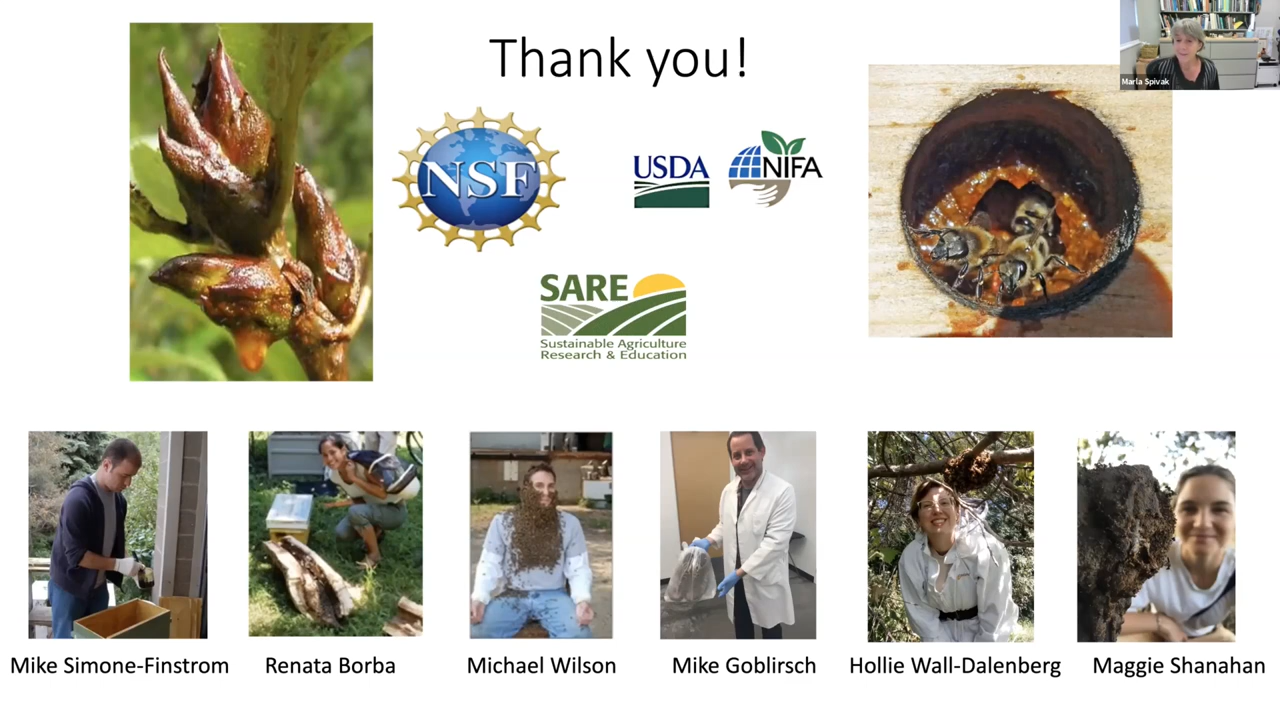 Thank you!
Marla Spivak
NSF
USDA
NIFA
SARE
Sustainable Agriculture
Research & Education
Mike Simone-Finstrom
Renata Borba
Michael Wilson
Mike Goblirsch
Hollie Wall-Dalenberg
Maggie Shanahan